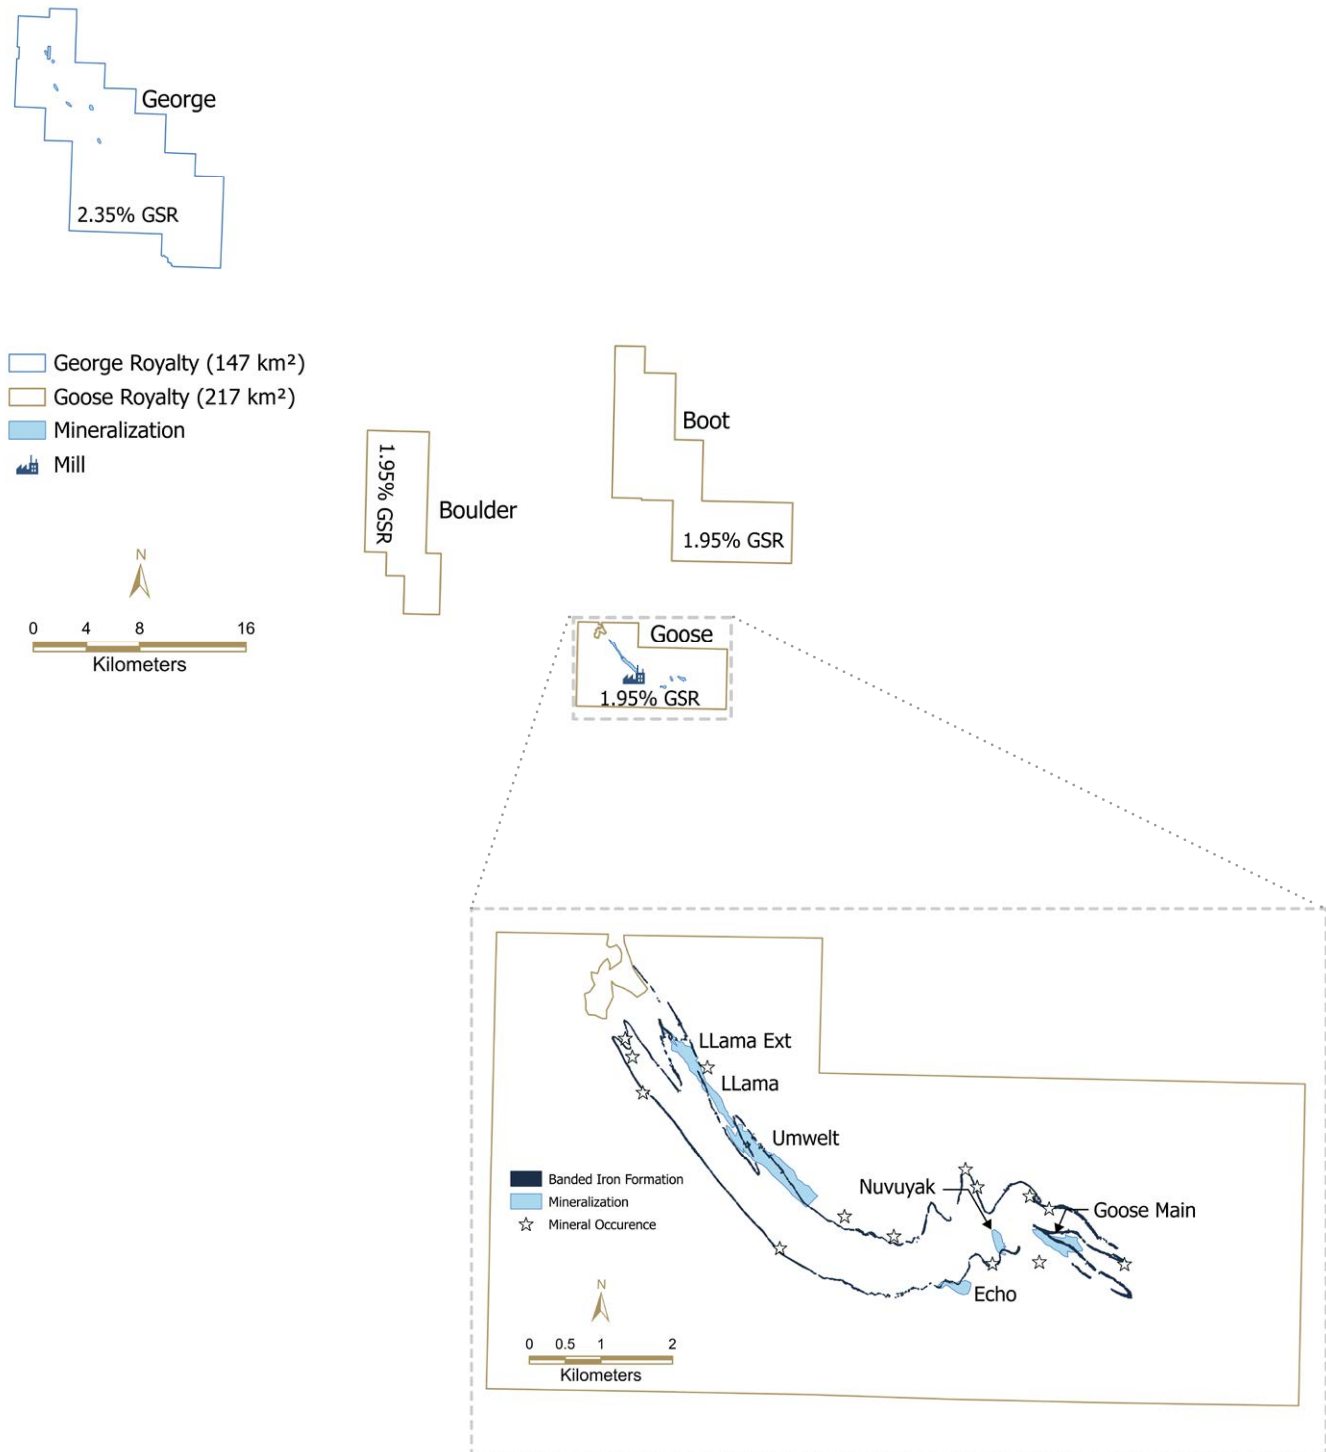 George
2.35% GSR
George Royalty (147 km²)
Goose Royalty (217 km²)
Mineralization
Mill
Boot
1.95% GSR
Boulder
1.95% GSR
N
0 4 8 16
Kilometers
Goose
1.95% GSR
LLama Ext
LLama
Umwelt
Banded Iron Formation
Mineralization
Mineral Occurence
Nuvuyak
Goose Main
Echo
N
0 0.5 1 2
Kilometers